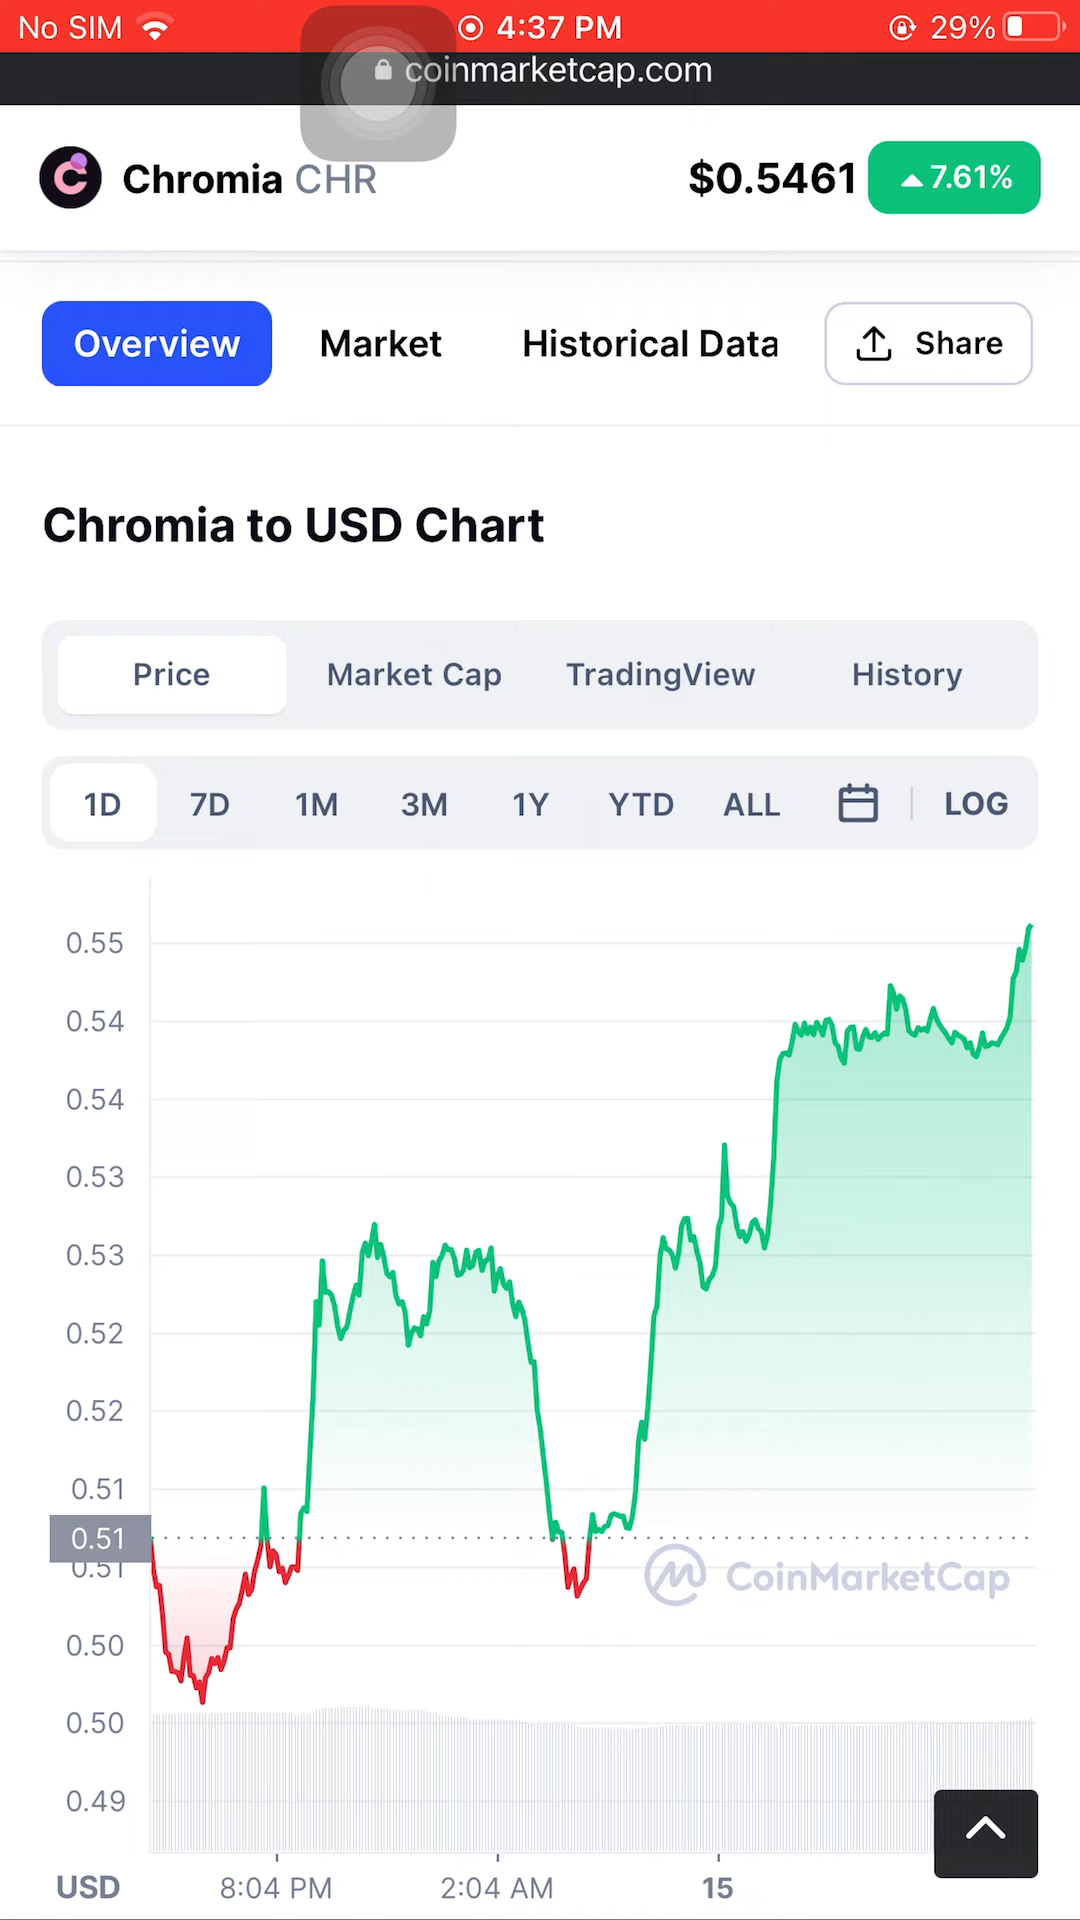 No SIM 4:37 PM 29%
coinmarketcap.com
Chromia CHR $0.5461 7.61%
Overview Market Historical Data Share
Chromia to USD Chart
Price Market Cap TradingView History
1D 7D 1M 3M 1Y YTD ALL LOG
0.55
0.54
0.54
0.53
0.53
0.52
0.52
0.51
0.51
0.51
CoinMarketCap
0.50
0.50
0.49
USD 8:04 PM 2:04 AM 15